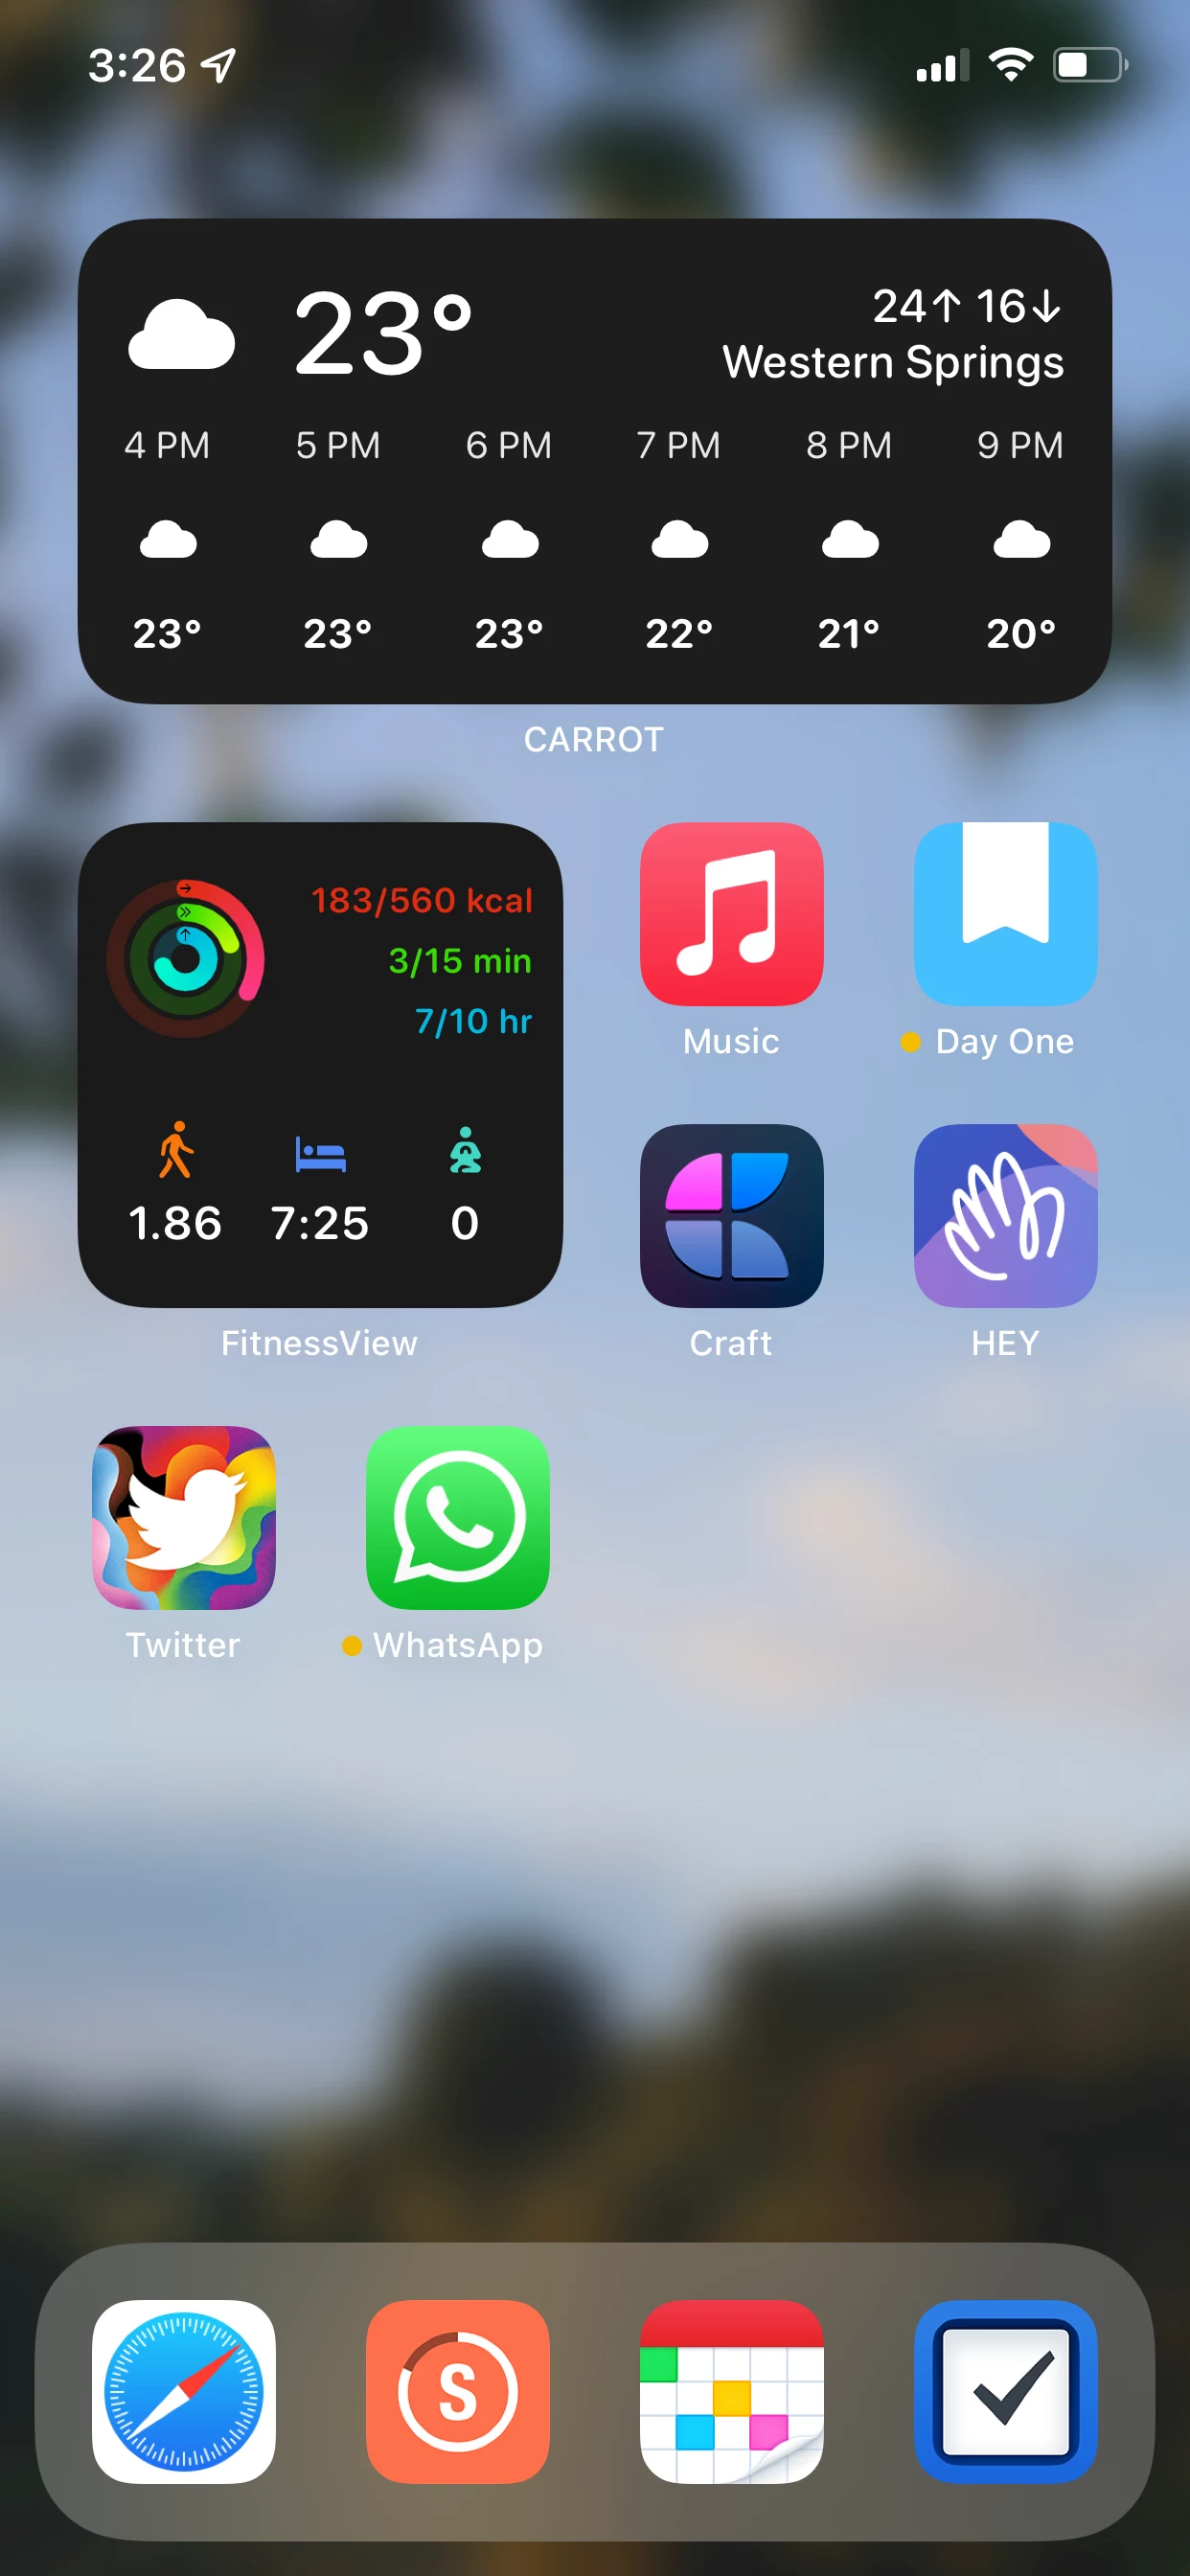 3:26
23°
24↑ 16↓
Western Springs
4 PM 5 PM 6 PM 7 PM 8 PM 9 PM
23° 23° 23° 22° 21° 20°
CARROT
183/560 kcal
3/15 min
7/10 hr
1.86 7:25 0
FitnessView
Music
Day One
Craft
HEY
Twitter
WhatsApp
S